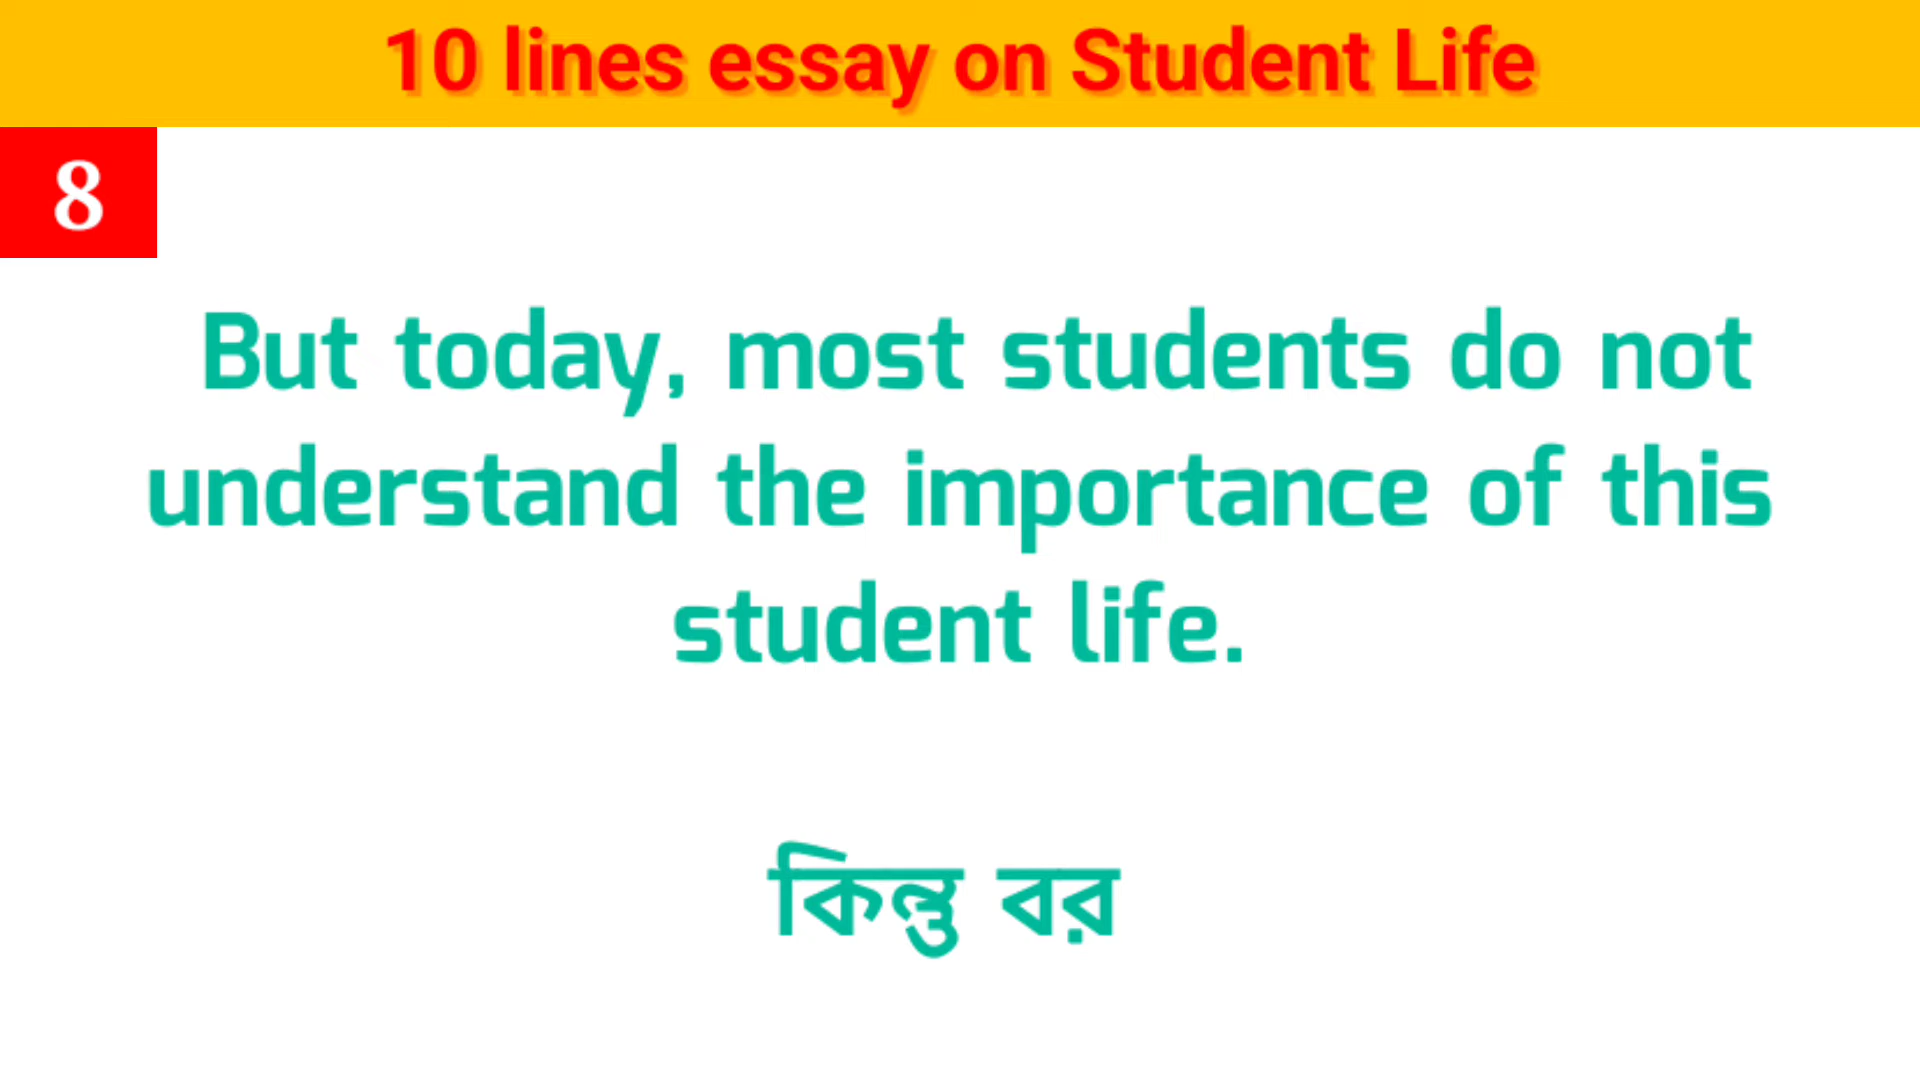 10 lines essay on Student Life
8
But today, most students do not
understand the importance of this
student life.
কিন্তু বর